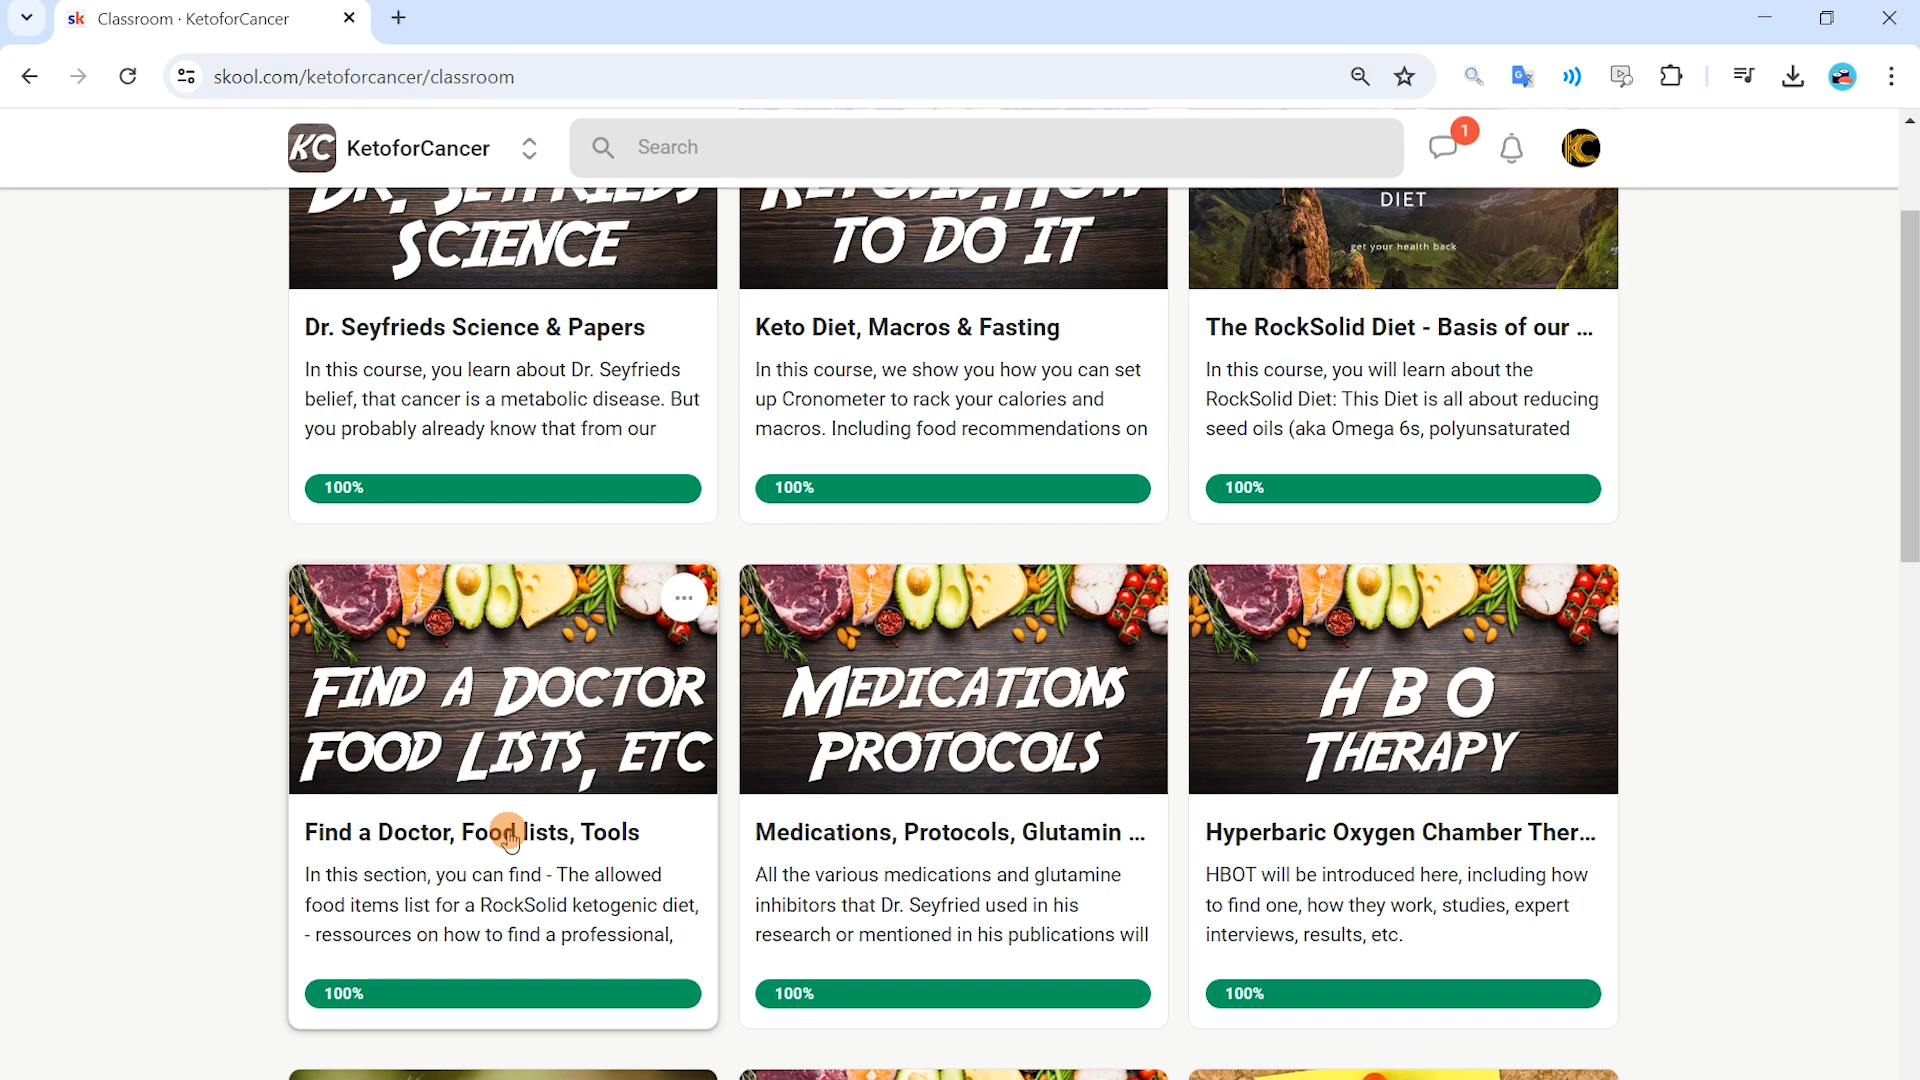 sk Classroom · KetoforCancer
skool.com/ketoforcancer/classroom
KC KetoforCancer Search 1 KC
DR. SEYFRIEDS
SCIENCE
KETOSIS, HOW
TO DO IT
DIET
get your health back
Dr. Seyfrieds Science & Papers
In this course, you learn about Dr. Seyfrieds
belief, that cancer is a metabolic disease. But
you probably already know that from our
100%
Keto Diet, Macros & Fasting
In this course, we show you how you can set
up Cronometer to rack your calories and
macros. Including food recommendations on
100%
The RockSolid Diet - Basis of our ...
In this course, you will learn about the
RockSolid Diet: This Diet is all about reducing
seed oils (aka Omega 6s, polyunsaturated
100%
FIND A DOCTOR
FOOD LISTS, ETC
Find a Doctor, Food lists, Tools
In this section, you can find - The allowed
food items list for a RockSolid ketogenic diet,
- ressources on how to find a professional,
100%
MEDICATIONS
PROTOCOLS
Medications, Protocols, Glutamin ...
All the various medications and glutamine
inhibitors that Dr. Seyfried used in his
research or mentioned in his publications will
100%
H B O
THERAPY
Hyperbaric Oxygen Chamber Ther...
HBOT will be introduced here, including how
to find one, how they work, studies, expert
interviews, results, etc.
100%